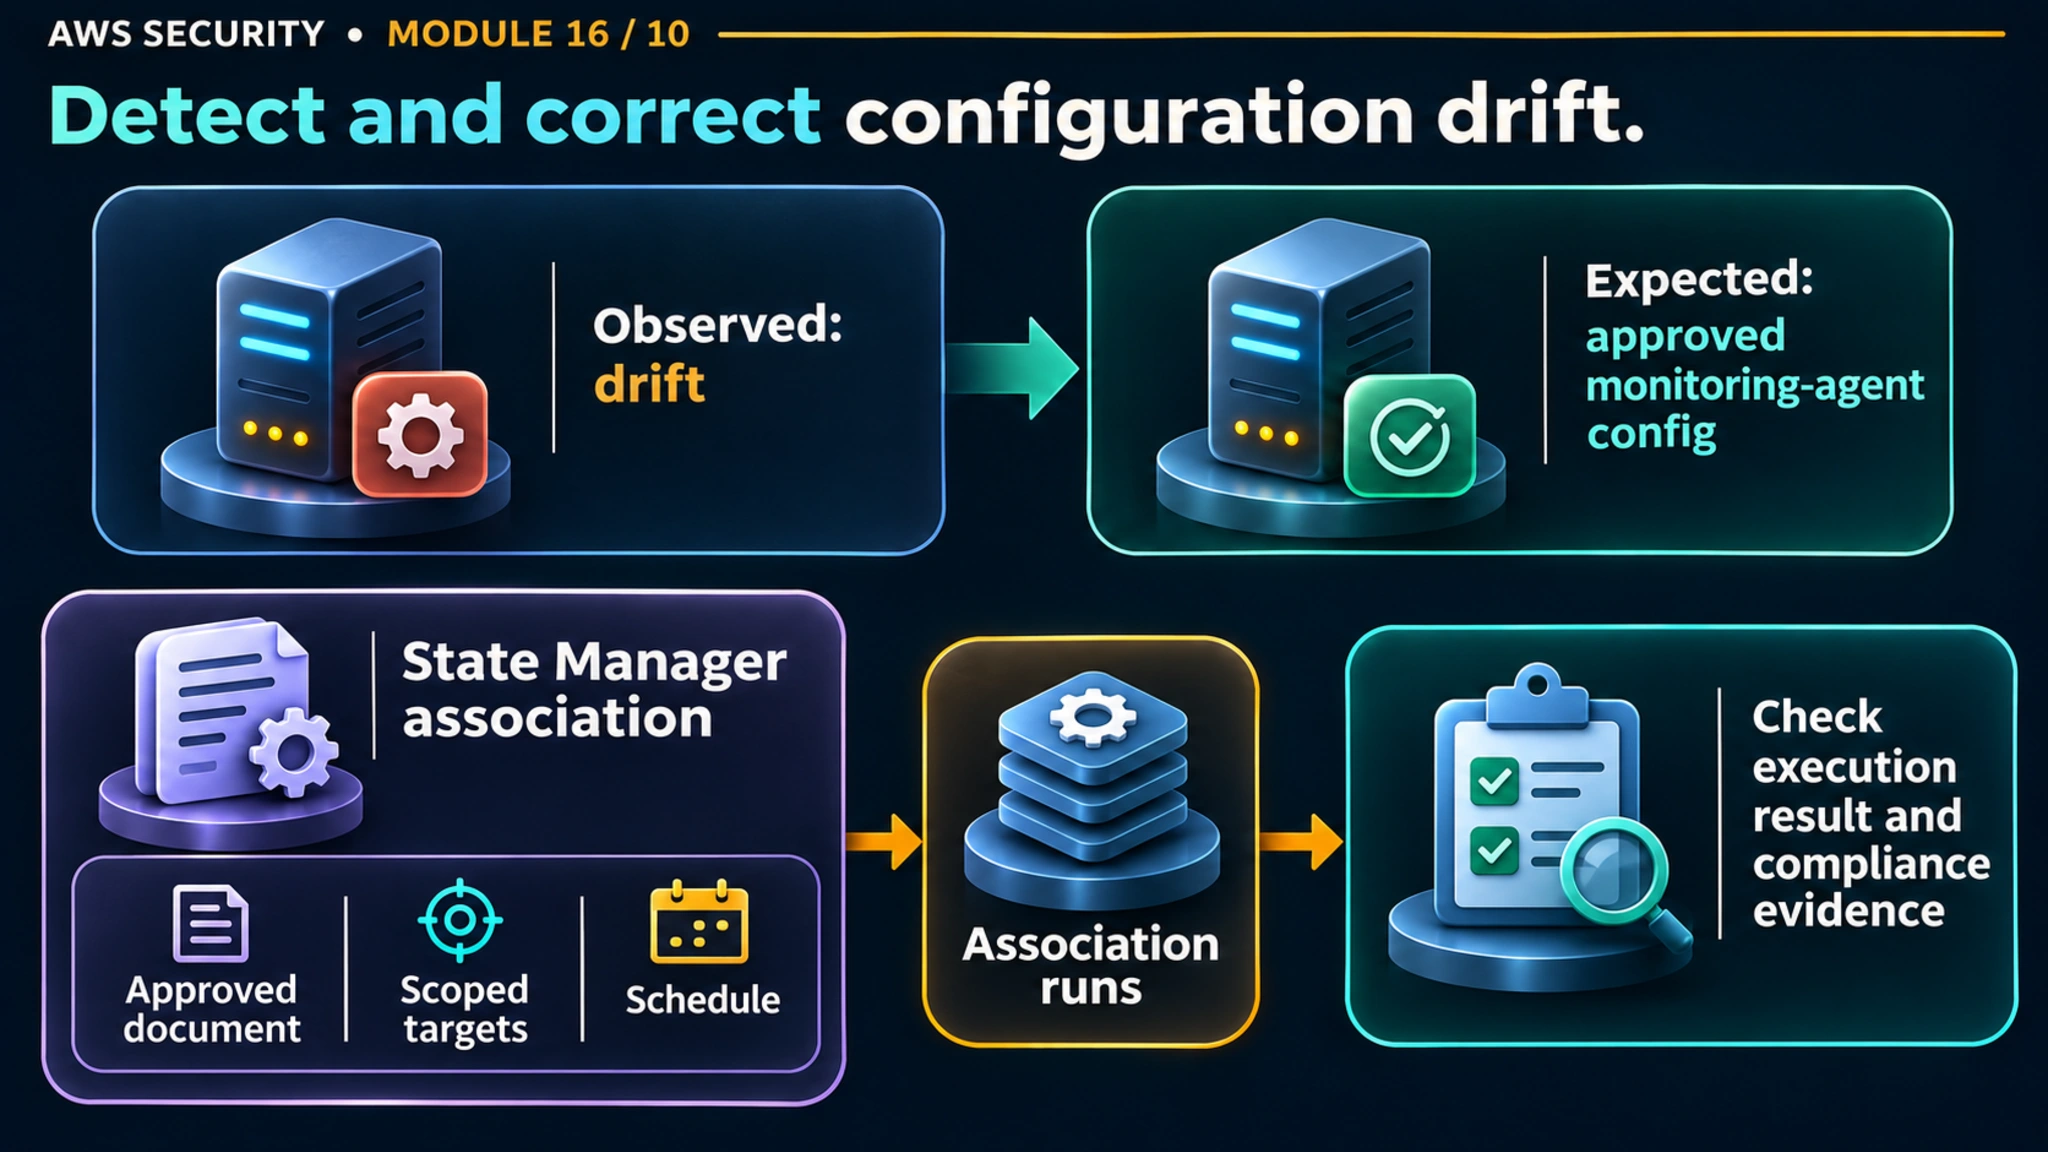 AWS SECURITY • MODULE 16 / 10
Detect and correct configuration drift.
Observed:
drift
Expected:
approved
monitoring-agent
config
State Manager
association
Approved
document
Scoped
targets
Schedule
Association
runs
Check
execution
result and
compliance
evidence